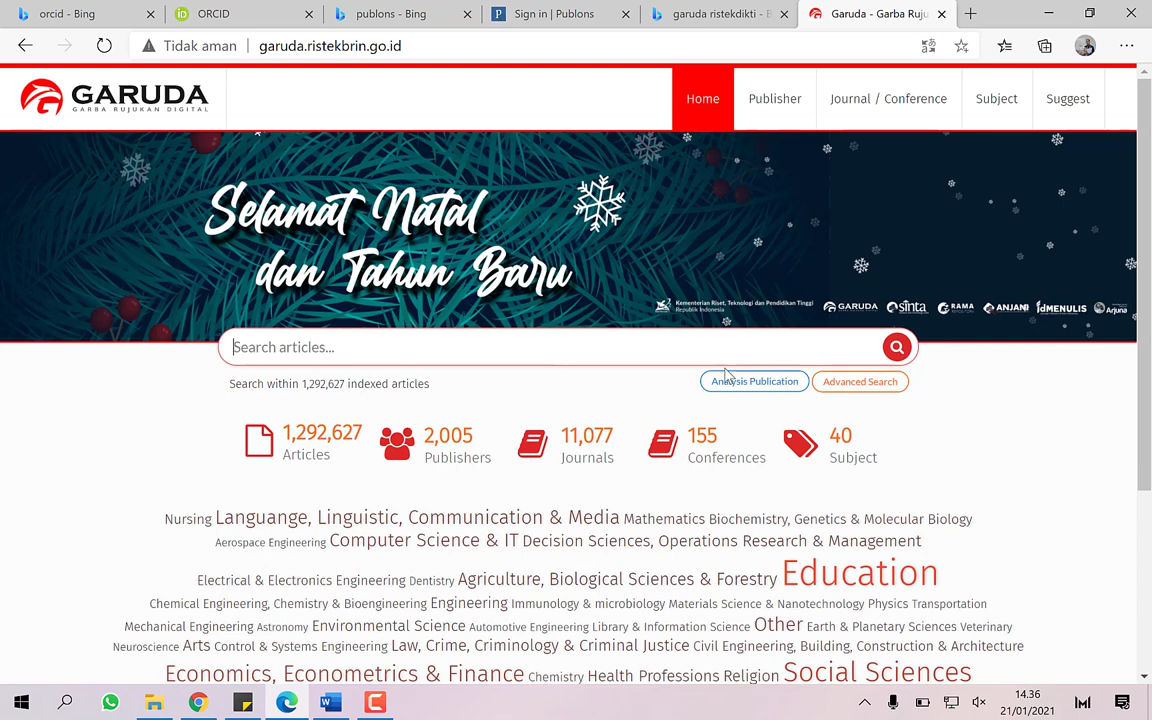 orcid - Bing
ORCID
publons - Bing
Sign in | Publons
garuda ristekdikti - B
Garuda - Garba Ruju
Tidak aman
garuda.ristekbrin.go.id
GARUDA
GARBA RUJUKAN DIGITAL
Home
Publisher
Journal / Conference
Subject
Suggest
Selamat Natal
dan Tahun Baru
Kementerian Riset, Teknologi dan Pendidikan Tinggi
Republik Indonesia
GARUDA
sinta
RAMA
ANJANI
idMENULIS
Arjuna
Search articles...
Search within 1,292,627 indexed articles
Analysis Publication
Advanced Search
1,292,627
Articles
2,005
Publishers
11,077
Journals
155
Conferences
40
Subject
Nursing Languange, Linguistic, Communication & Media Mathematics Biochemistry, Genetics & Molecular Biology
Aerospace Engineering Computer Science & IT Decision Sciences, Operations Research & Management
Electrical & Electronics Engineering Dentistry Agriculture, Biological Sciences & Forestry Education
Chemical Engineering, Chemistry & Bioengineering Engineering Immunology & microbiology Materials Science & Nanotechnology Physics Transportation
Mechanical Engineering Astronomy Environmental Science Automotive Engineering Library & Information Science Other Earth & Planetary Sciences Veterinary
Neuroscience Arts Control & Systems Engineering Law, Crime, Criminology & Criminal Justice Civil Engineering, Building, Construction & Architecture
Economics, Econometrics & Finance Chemistry Health Professions Religion Social Sciences
14.36
21/01/2021